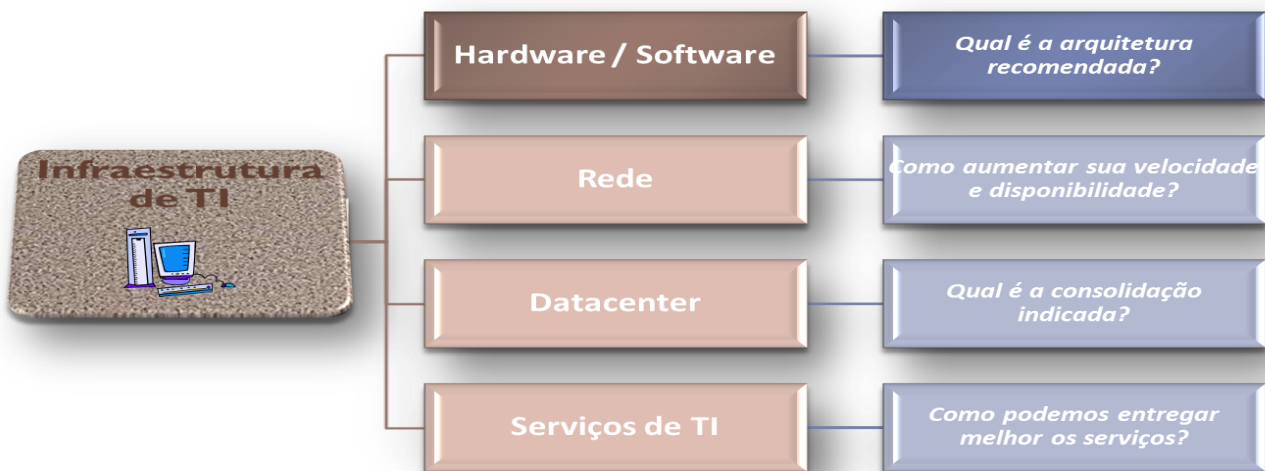 Infraestrutura
de TI
Hardware / Software
Qual é a arquitetura
recomendada?
Rede
Como aumentar sua velocidade
e disponibilidade?
Datacenter
Qual é a consolidação
indicada?
Serviços de TI
Como podemos entregar
melhor os serviços?